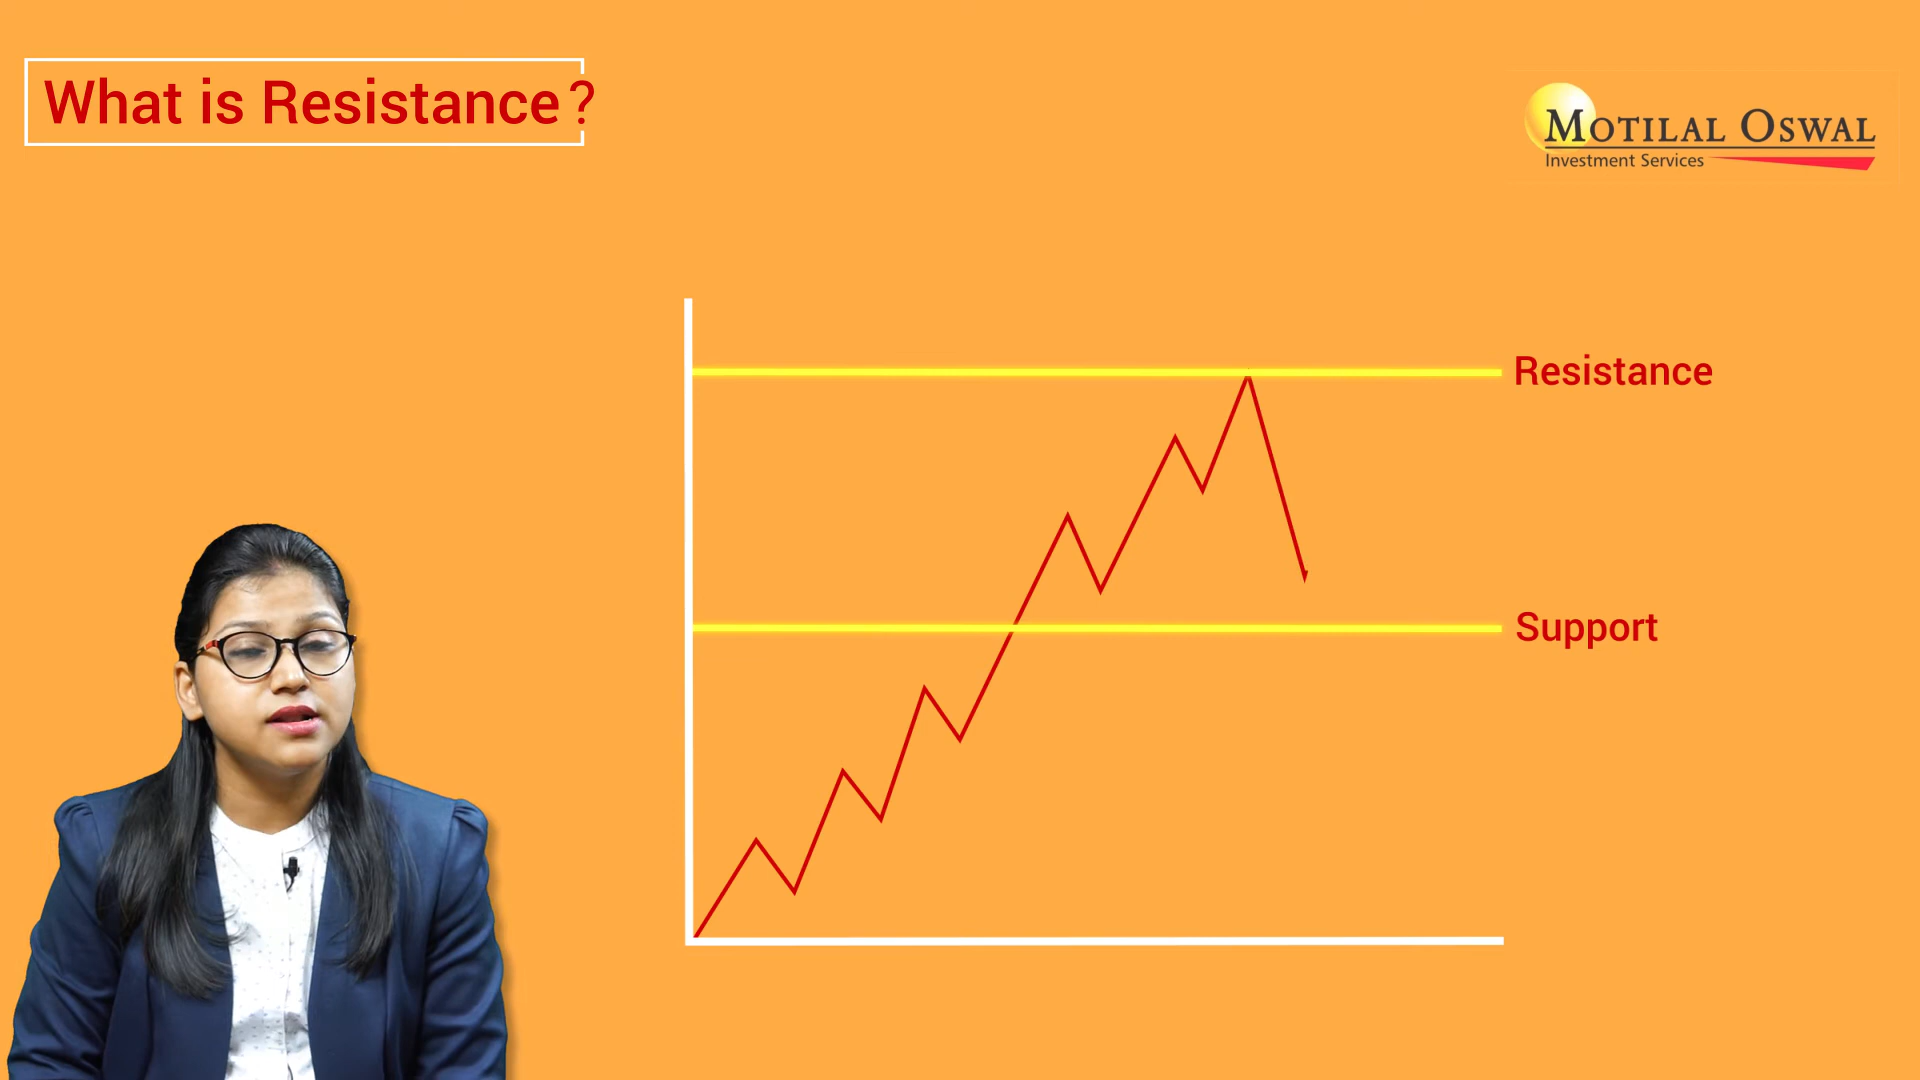 What is Resistance?
MOTILAL OSWAL
Investment Services
Resistance
Support